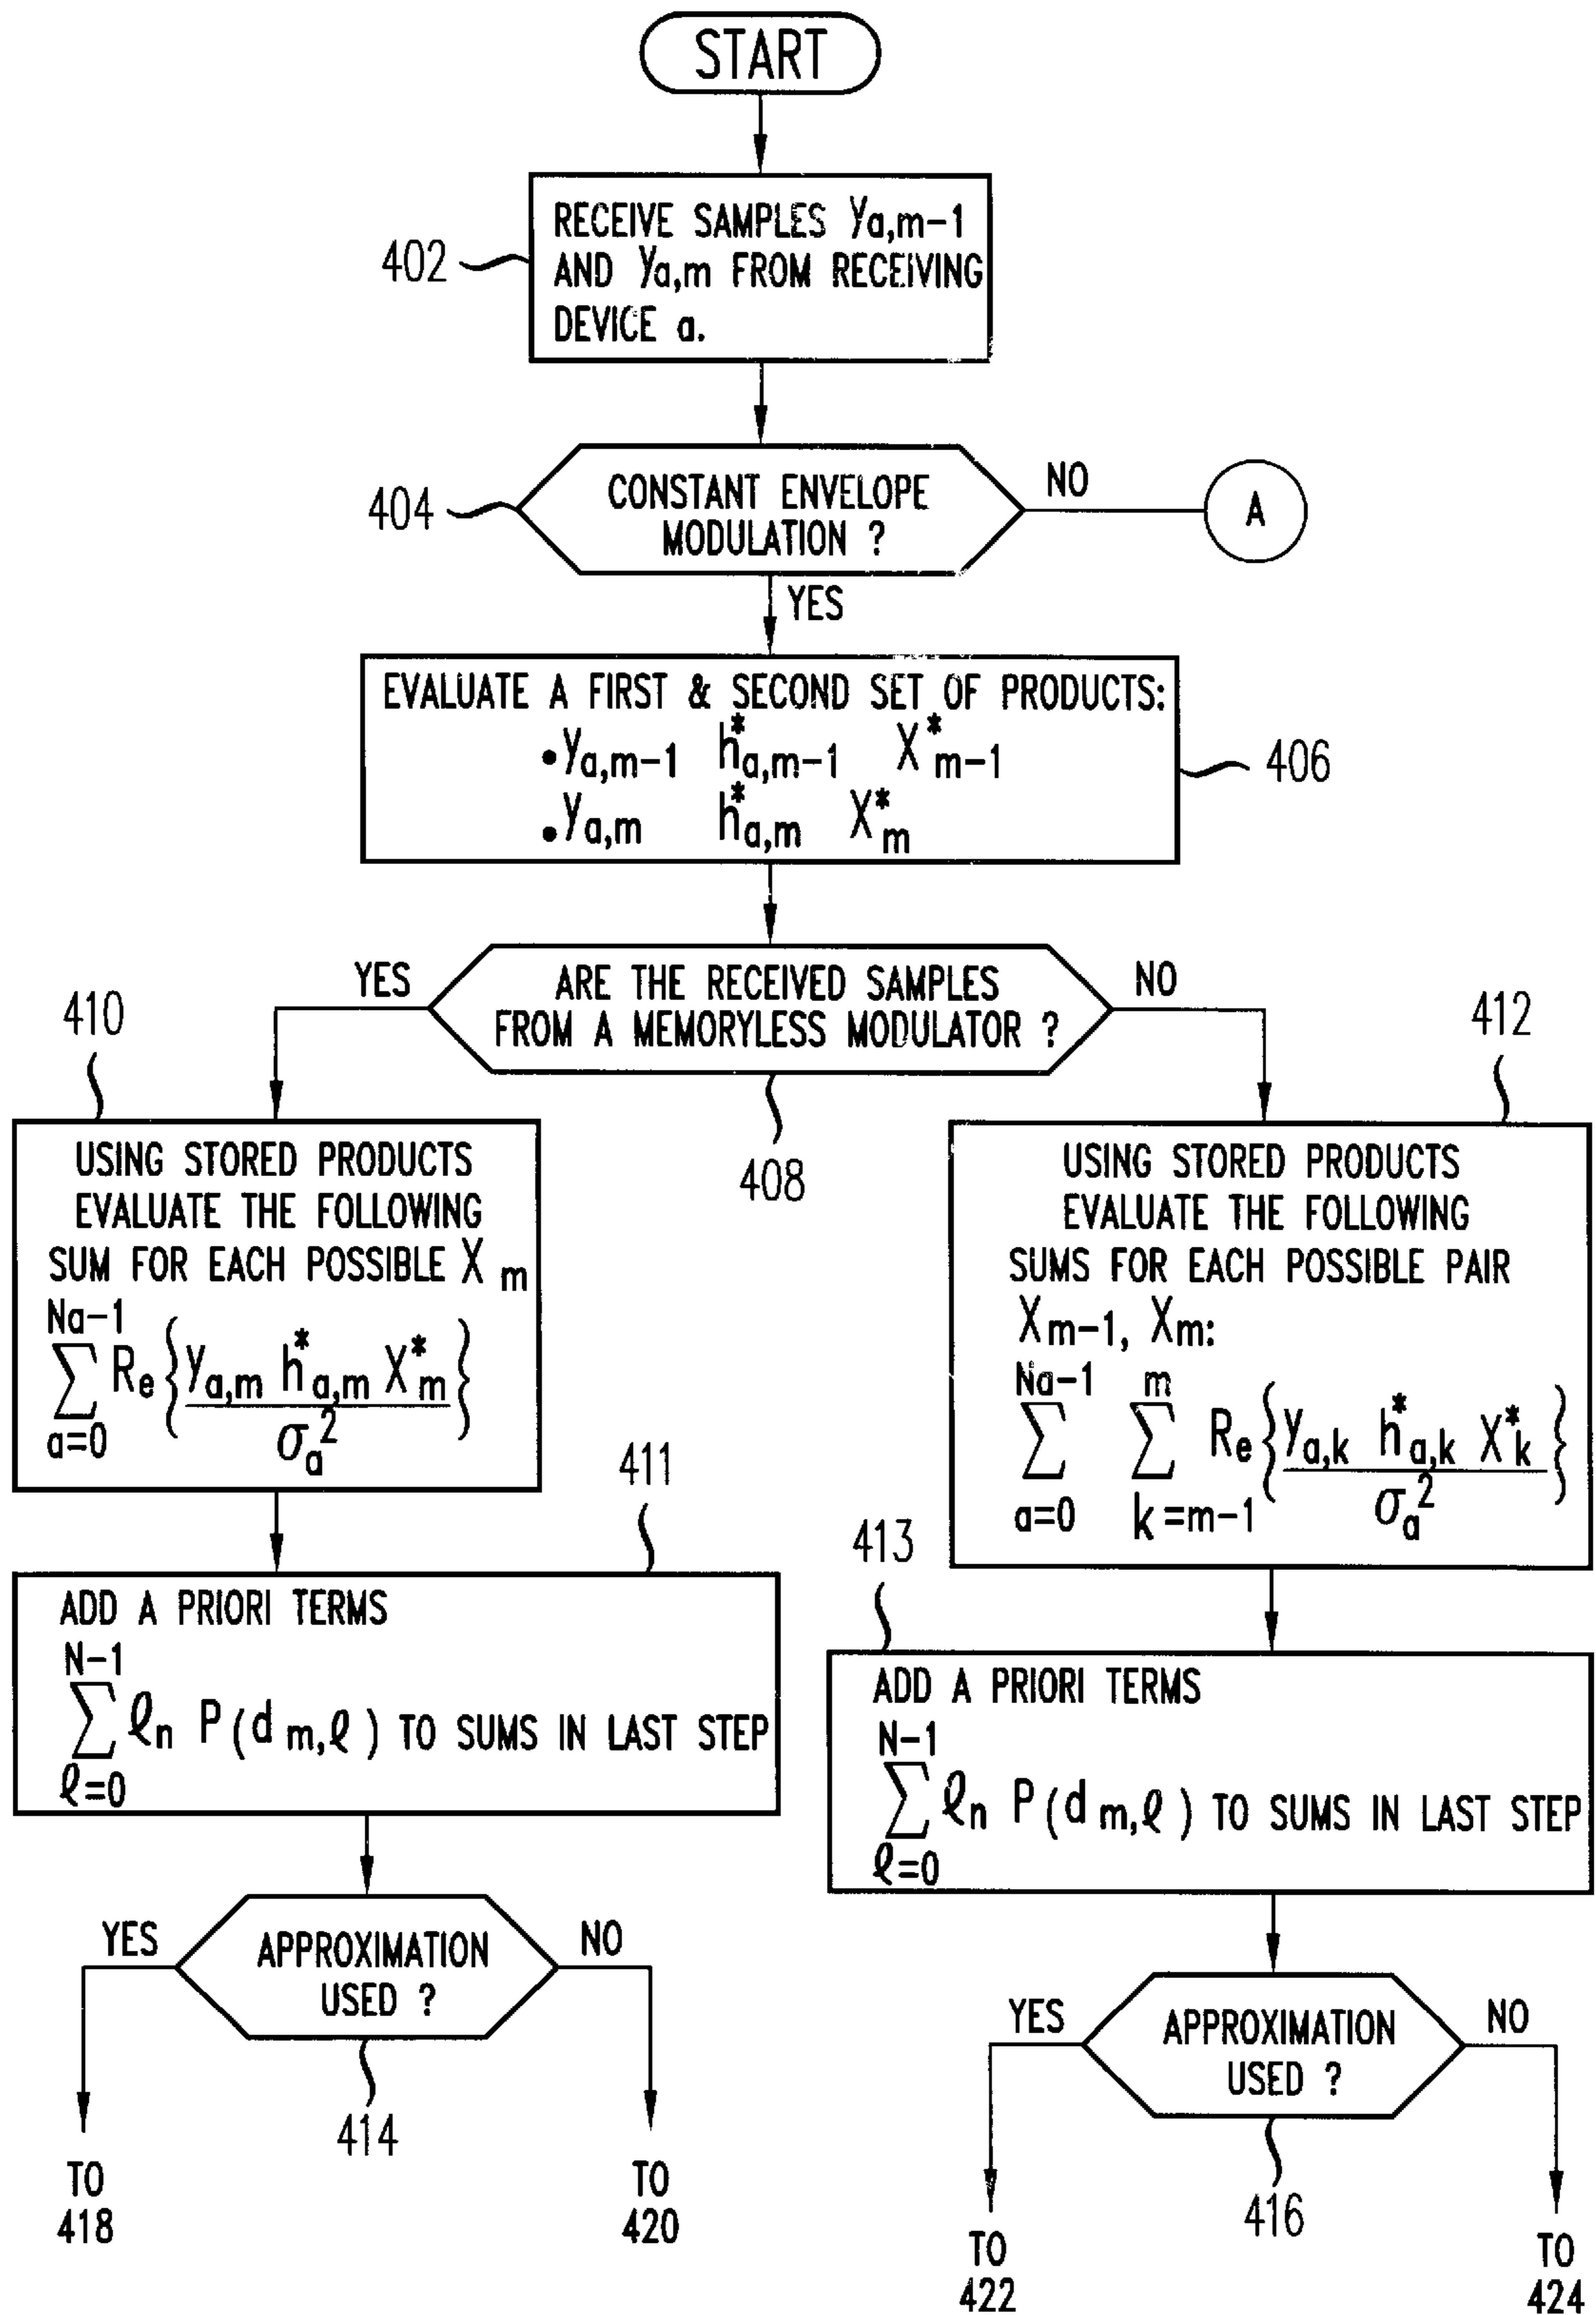 START
RECEIVE SAMPLES ya,m-1
AND ya,m FROM RECEIVING
DEVICE a.
402
CONSTANT ENVELOPE
MODULATION ?
404
NO
A
YES
EVALUATE A FIRST & SECOND SET OF PRODUCTS:
• ya,m-1 h*a,m-1 X*m-1
• ya,m h*a,m X*m
406
ARE THE RECEIVED SAMPLES
FROM A MEMORYLESS MODULATOR ?
YES
NO
408
410
USING STORED PRODUCTS
EVALUATE THE FOLLOWING
SUM FOR EACH POSSIBLE X m
Na-1
∑ Re { ya,m h*a,m X*m }
a=0 σa2
412
USING STORED PRODUCTS
EVALUATE THE FOLLOWING
SUMS FOR EACH POSSIBLE PAIR
Xm-1, Xm:
Na-1 m
∑ ∑ Re { ya,k h*a,k X*k }
a=0 k=m-1 σa2
411
ADD A PRIORI TERMS
N-1
∑ ℓn P(d m,ℓ ) TO SUMS IN LAST STEP
ℓ=0
413
ADD A PRIORI TERMS
N-1
∑ ℓn P(d m,ℓ ) TO SUMS IN LAST STEP
ℓ=0
YES
APPROXIMATION
USED ?
NO
414
TO
418
TO
420
YES
APPROXIMATION
USED ?
NO
416
TO
422
TO
424